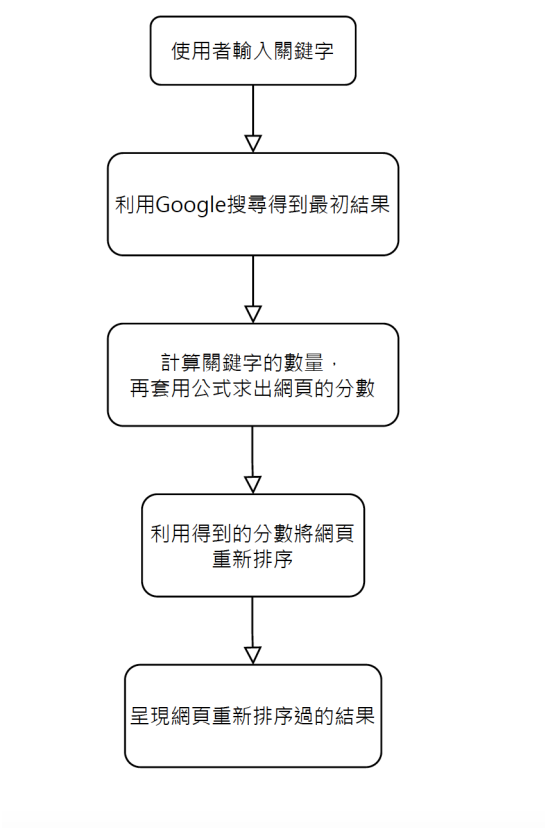 使用者輸入關鍵字
利用Google搜尋得到最初結果
計算關鍵字的數量，
再套用公式求出網頁的分數
利用得到的分數將網頁
重新排序
呈現網頁重新排序過的結果